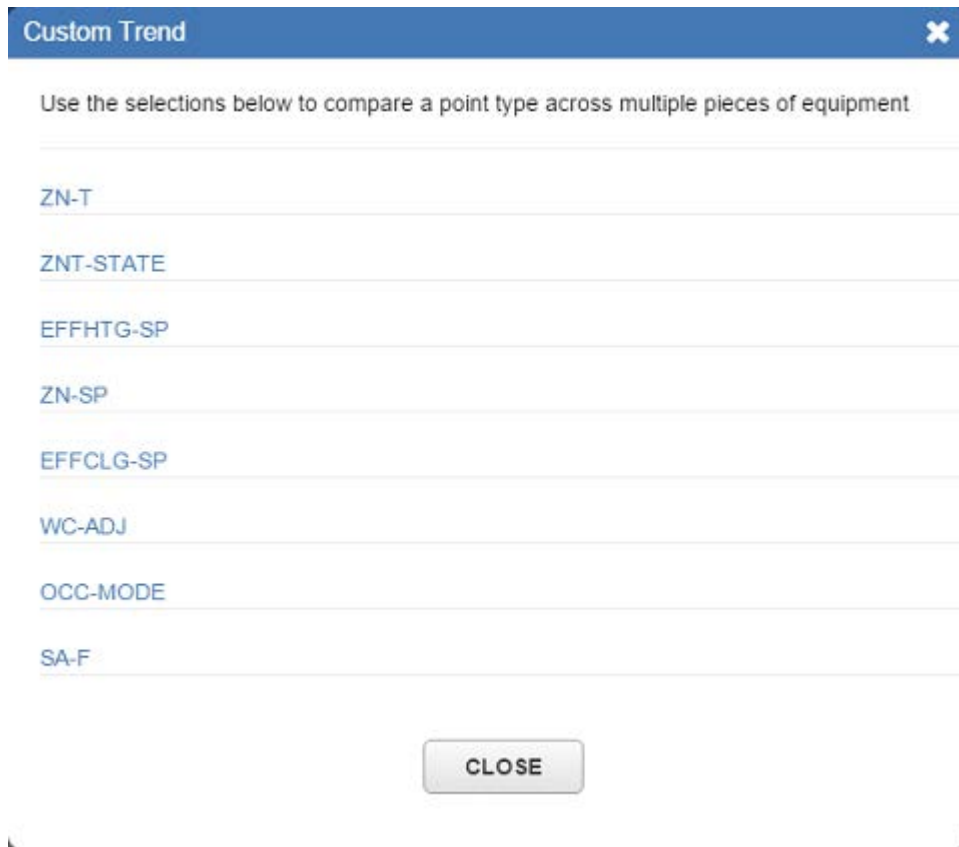 Custom Trend
Use the selections below to compare a point type across multiple pieces of equipment
ZN-T
ZNT-STATE
EFFHTG-SP
ZN-SP
EFFCLG-SP
WC-ADJ
OCC-MODE
SA-F
CLOSE